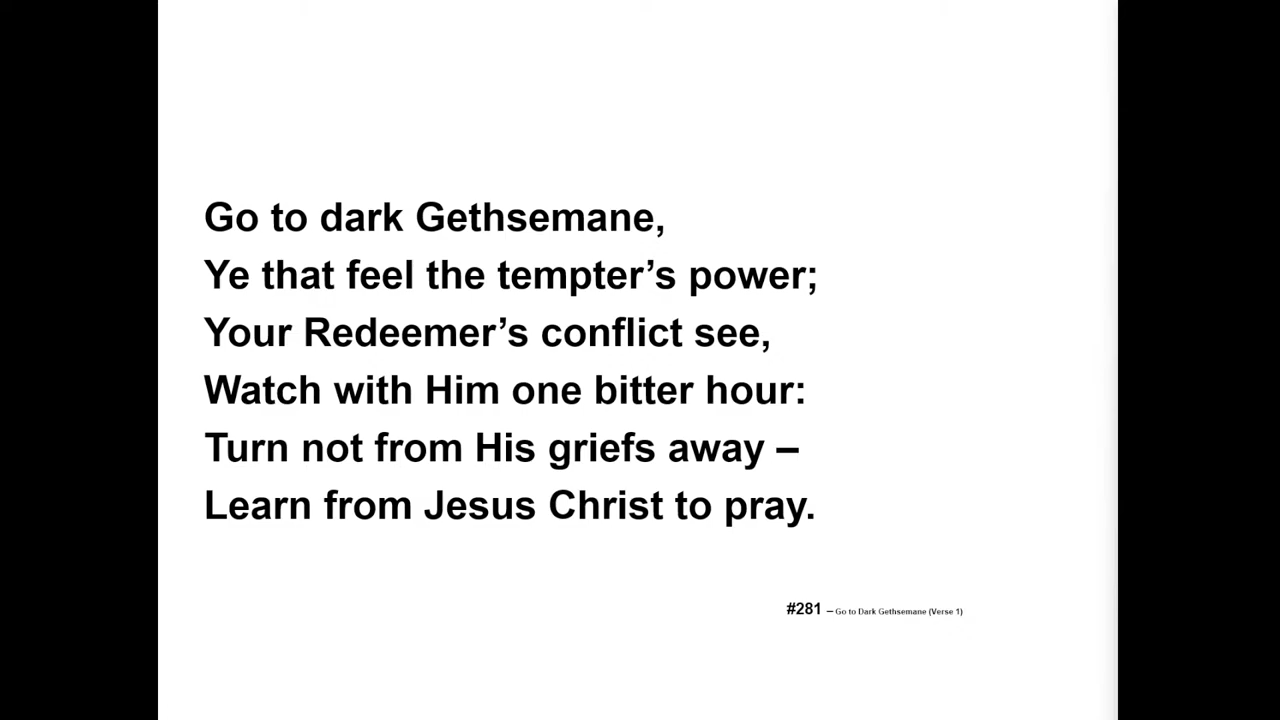 Go to dark Gethsemane,
Ye that feel the tempter’s power;
Your Redeemer’s conflict see,
Watch with Him one bitter hour:
Turn not from His griefs away –
Learn from Jesus Christ to pray.
#281 – Go to Dark Gethsemane (Verse 1)